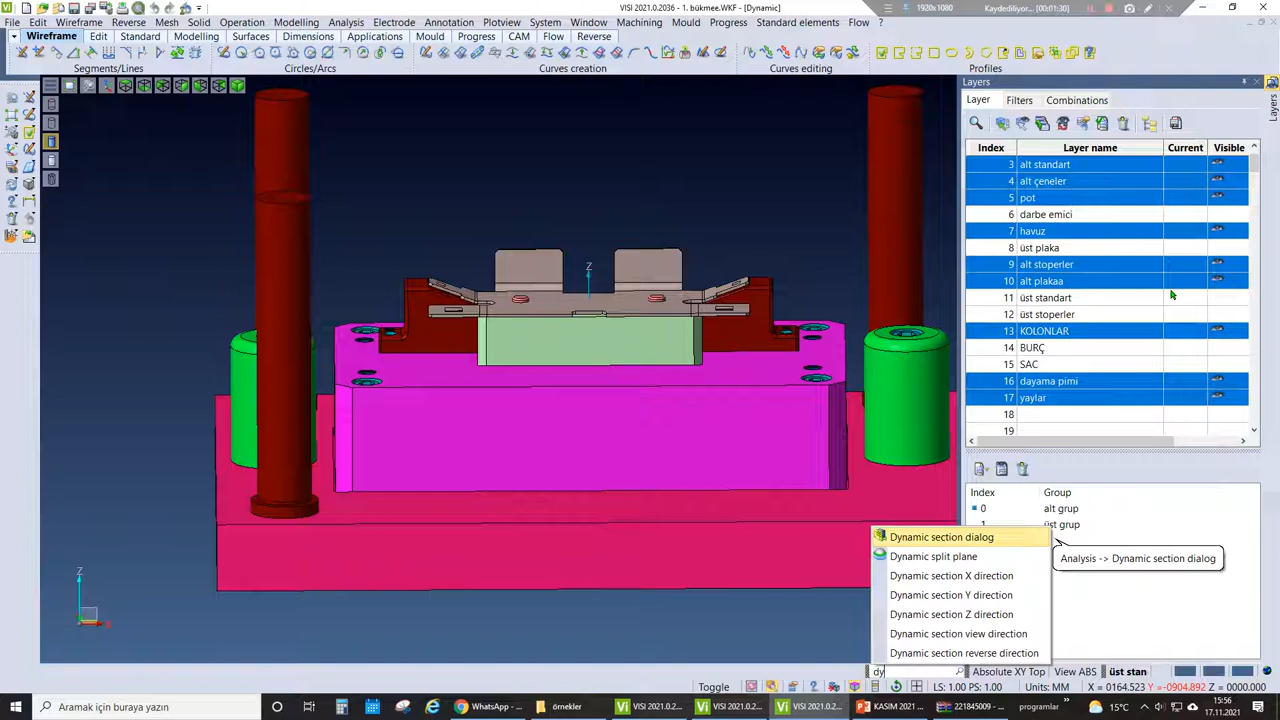 VISI 2021.0.2036 - 1. bükmee.WKF - [Dynamic]
1920x1080
Kaydediliyor...
(00:01:30)
File Edit Wireframe Reverse Mesh Solid Operation Modelling Analysis Electrode Annotation Plotview System Window Machining Mould Progress Standard elements Flow ?
Wireframe Edit Standard Modelling Surfaces Dimensions Applications Mould Progress CAM Flow Reverse
Segments/Lines Circles/Arcs Curves creation Curves editing Profiles
Layers
Layers
Layer Filters Combinations
Index Layer name Current Visible
3 alt standart
4 alt çeneler
5 pot
6 darbe emici
7 havuz
8 üst plaka
9 alt stoperler
10 alt plakaa
11 üst standart
12 üst stoperler
13 KOLONLAR
14 BURÇ
15 SAC
16 dayama pimi
17 yaylar
18
19
Index Group
0 alt grup
1 üst grup
Z
Z
Dynamic section dialog
Dynamic split plane
Dynamic section X direction
Dynamic section Y direction
Dynamic section Z direction
Dynamic section view direction
Dynamic section reverse direction
Analysis -> Dynamic section dialog
dy
Absolute XY Top View ABS üst stan
Toggle LS: 1.00 PS: 1.00 Units: MM X = 0164.523 Y =-0904.892 Z = 0000.000
Aramak için buraya yazın
WhatsApp - ...
örnekler
VISI 2021.0.2...
VISI 2021.0.2...
VISI 2021.0.2...
KASIM 2021 ...
221845009 - ...
programlar
15°C
15:56
17.11.2021